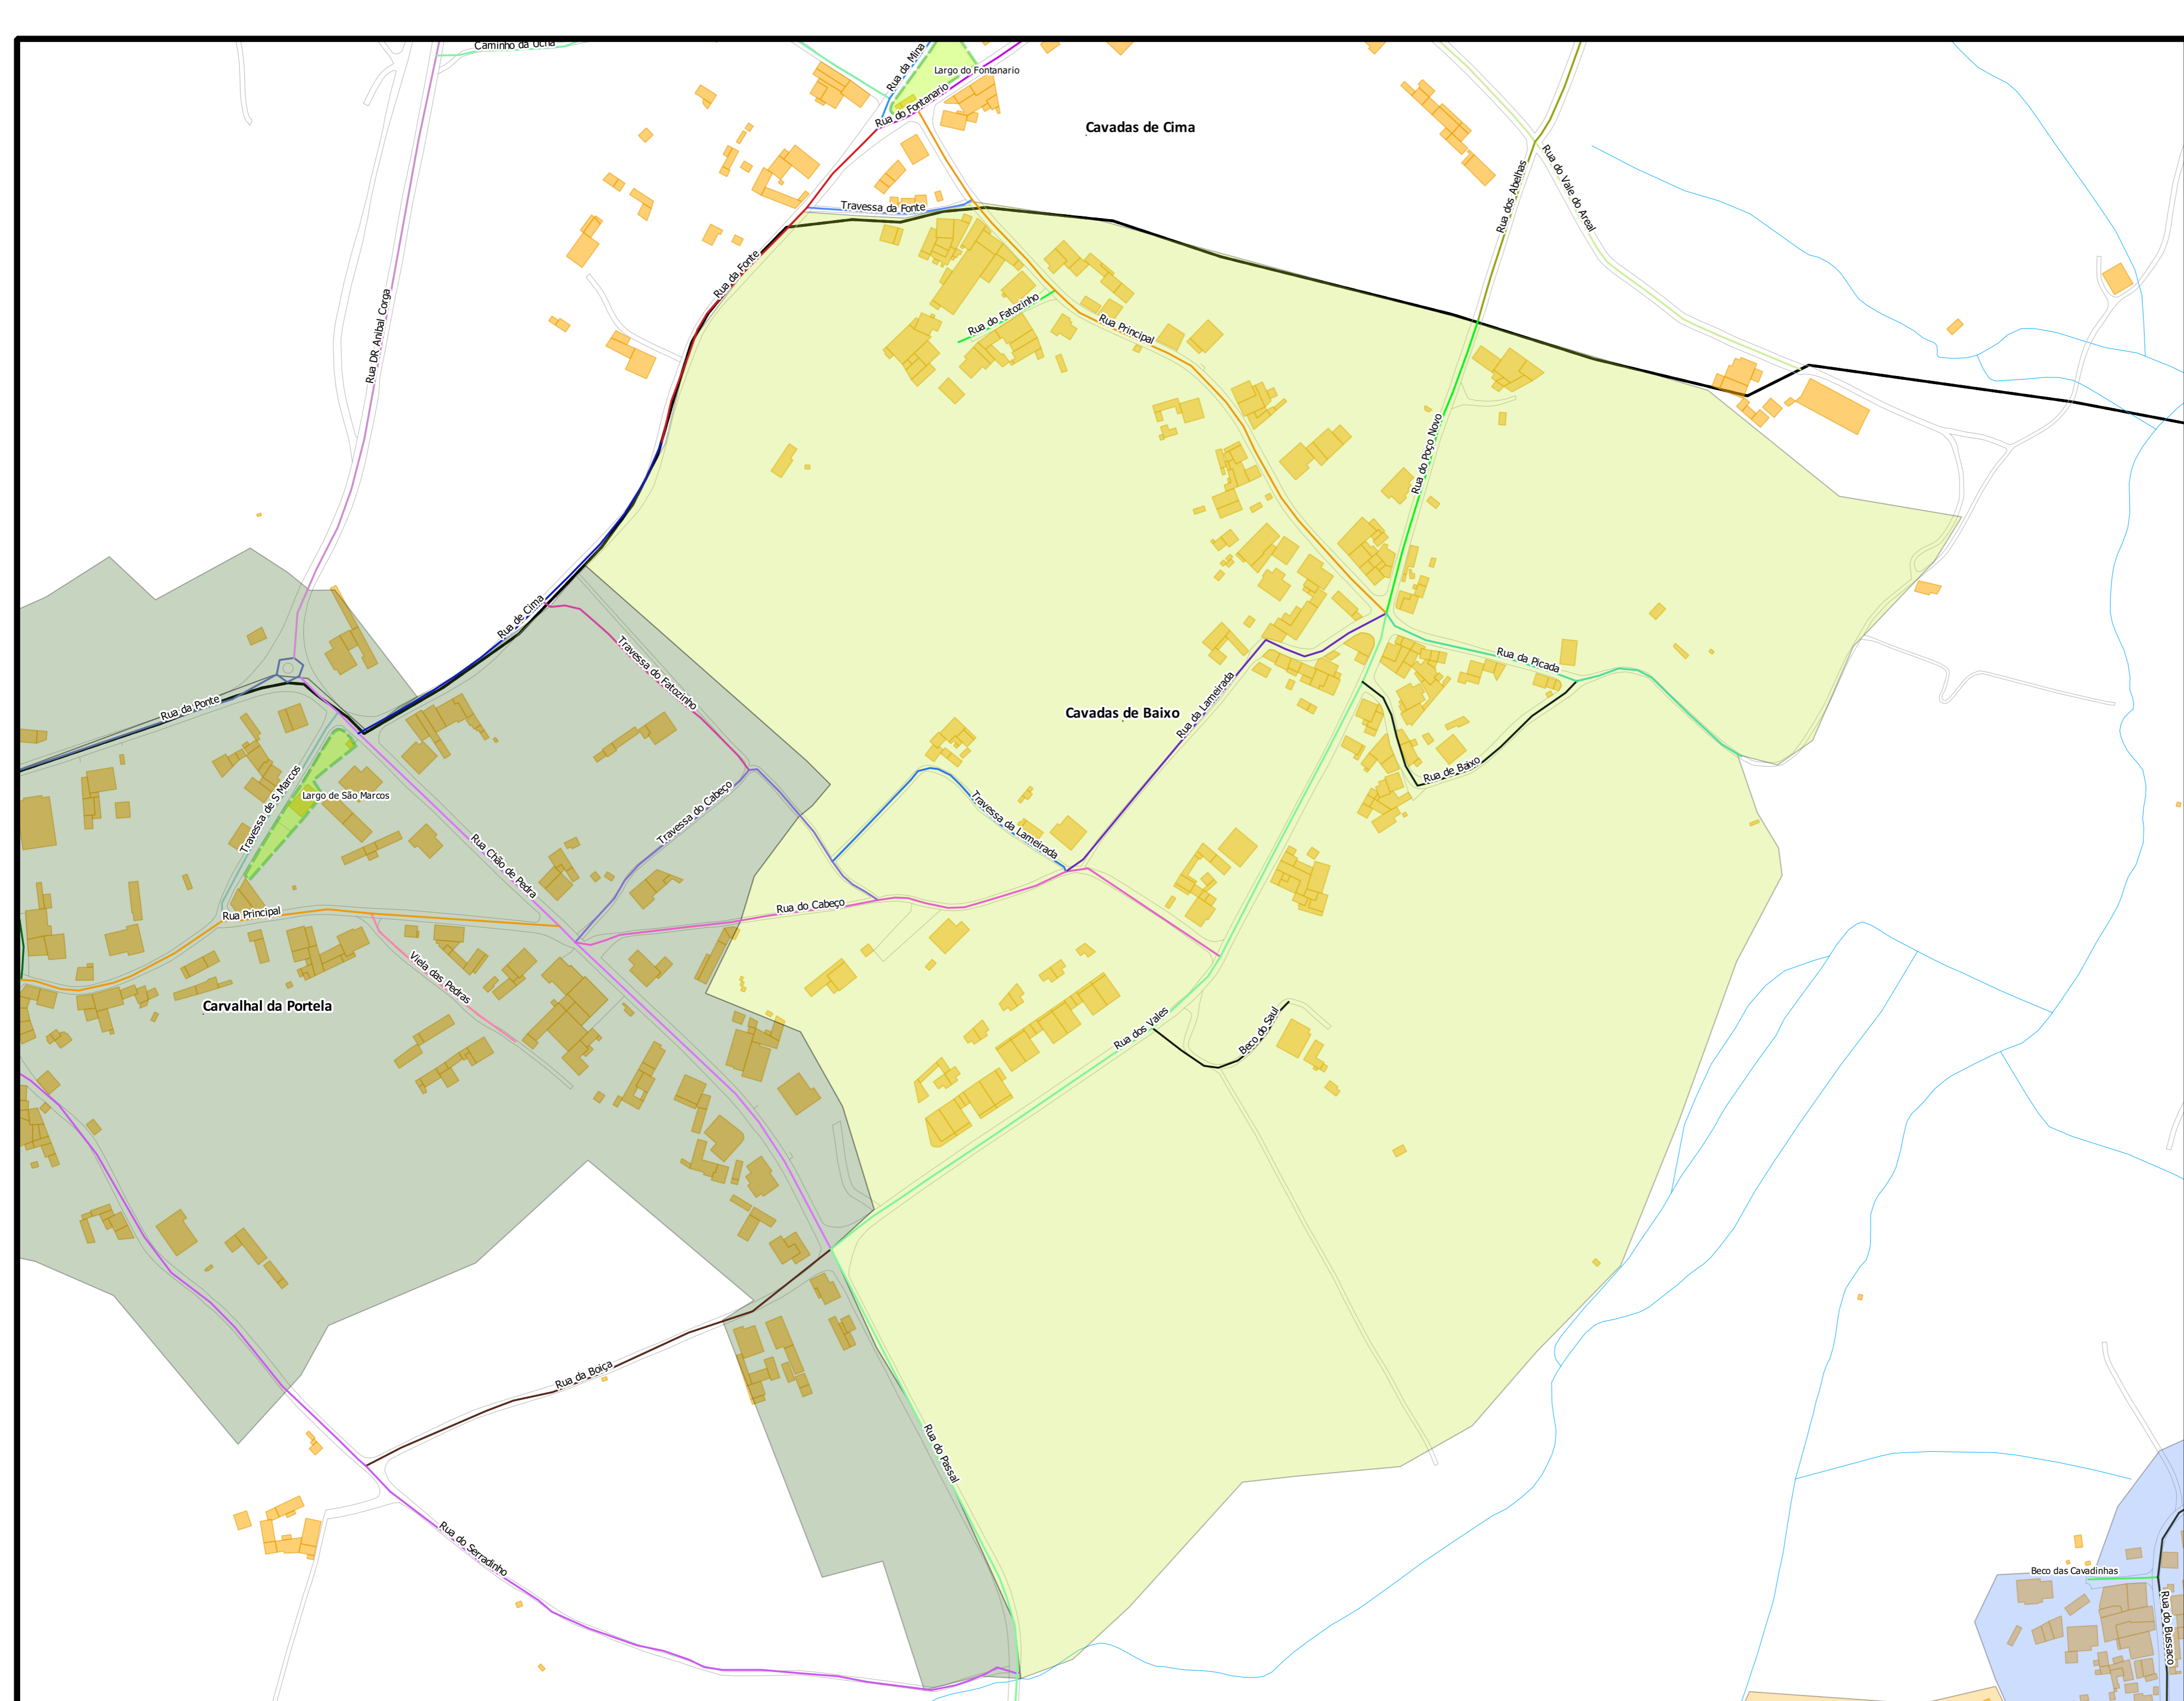 Caminho da Ucha
Rua da Mina
Largo do Fontanario
Rua do Fontanario
Cavadas de Cima
Rua dos Abelhas
Rua do Vale do Areal
Travessa da Fonte
Rua da Fonte
Rua DR Anibal Corga
Rua do Fatozinho
Rua Principal
Rua do Poço Novo
Rua de Cima
Travessa do Fatozinho
Rua da Picada
Rua da Ponte
Rua da Lameirada
Cavadas de Baixo
Rua de Baixo
Travessa de S Marcos
Largo de São Marcos
Travessa do Cabeço
Travessa da Lameirada
Rua Chão de Pedra
Rua do Cabeço
Rua Principal
Viela das Pedras
Carvalhal da Portela
Rua dos Vales
Beco do Saul
Rua da Boiça
Rua do Passal
Rua do Serradinho
Beco das Cavadinhas
Rua do Bussaco